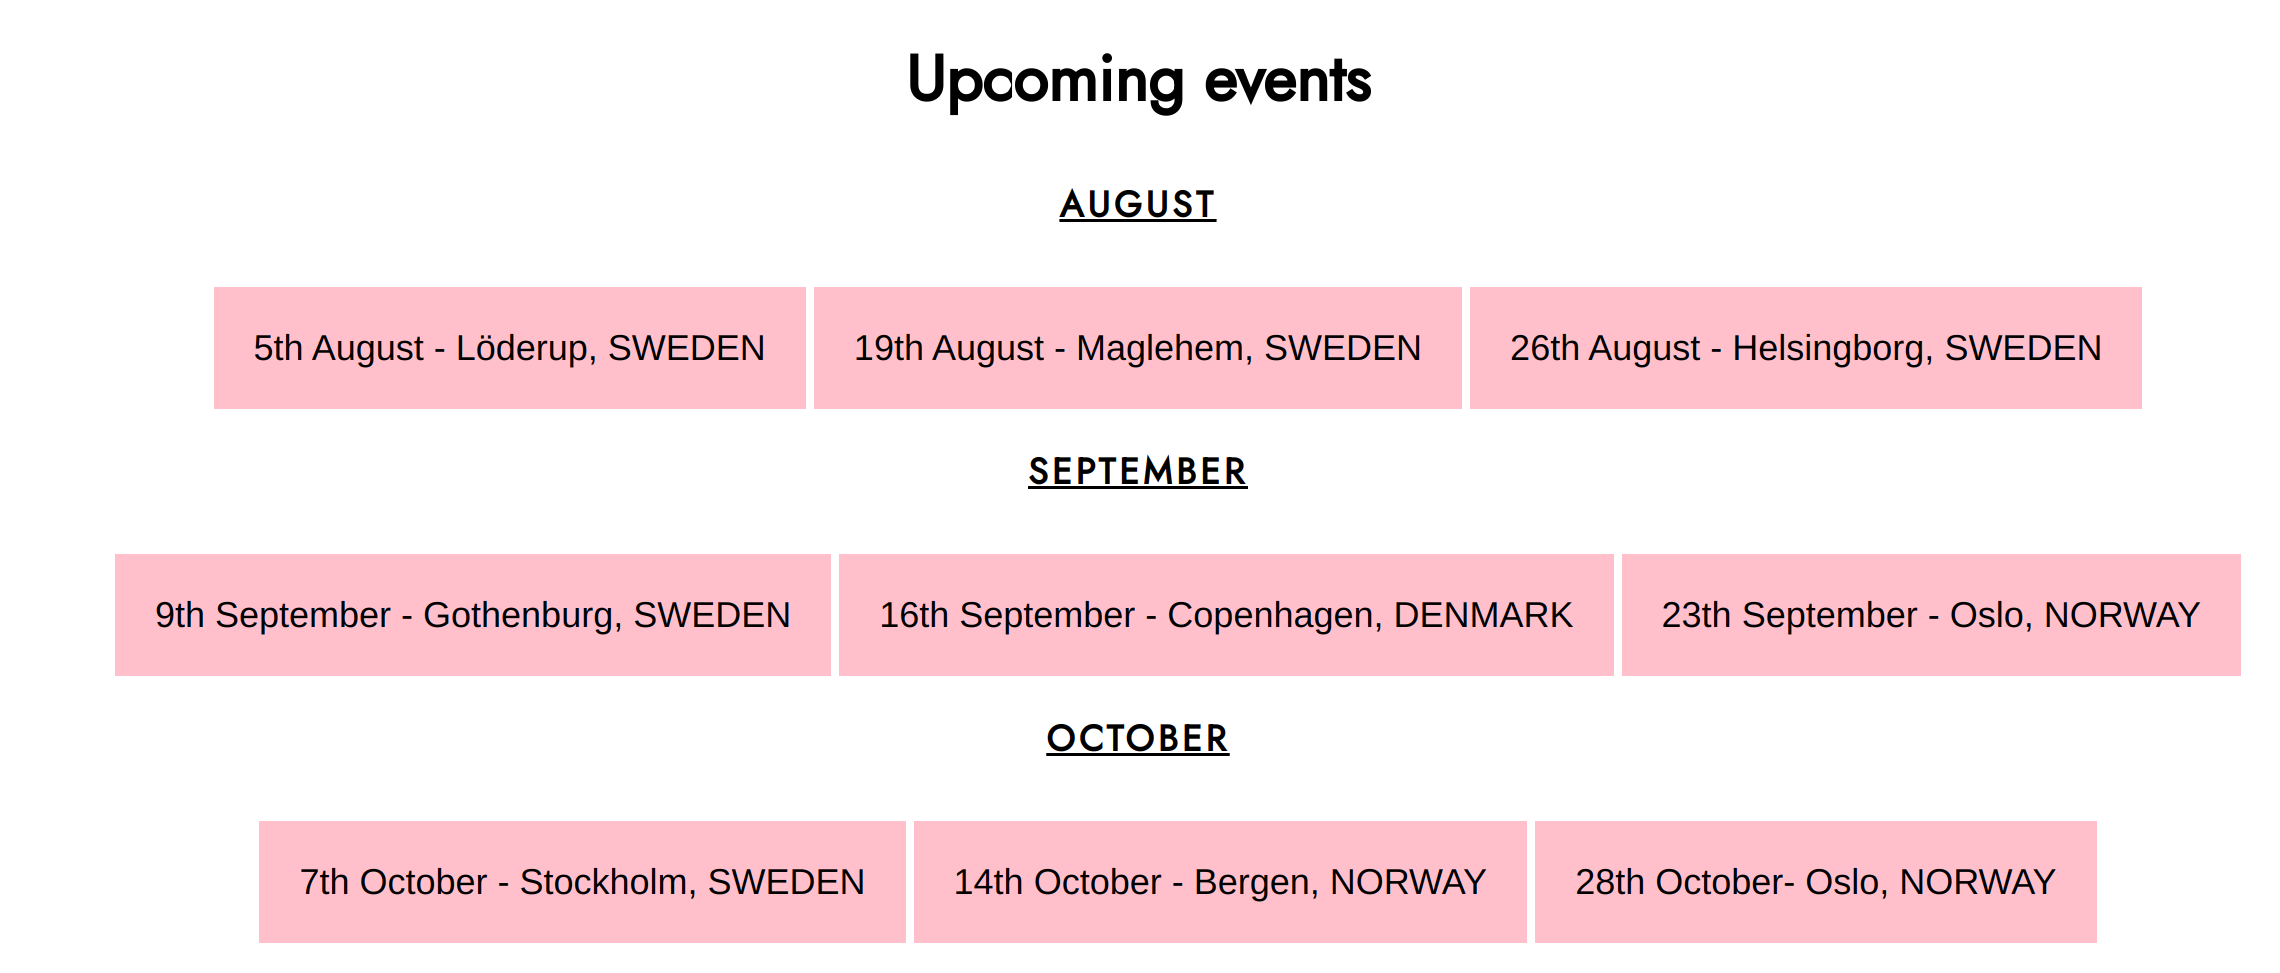 Upcoming events
AUGUST
5th August - Löderup, SWEDEN
19th August - Maglehem, SWEDEN
26th August - Helsingborg, SWEDEN
SEPTEMBER
9th September - Gothenburg, SWEDEN
16th September - Copenhagen, DENMARK
23th September - Oslo, NORWAY
OCTOBER
7th October - Stockholm, SWEDEN
14th October - Bergen, NORWAY
28th October- Oslo, NORWAY